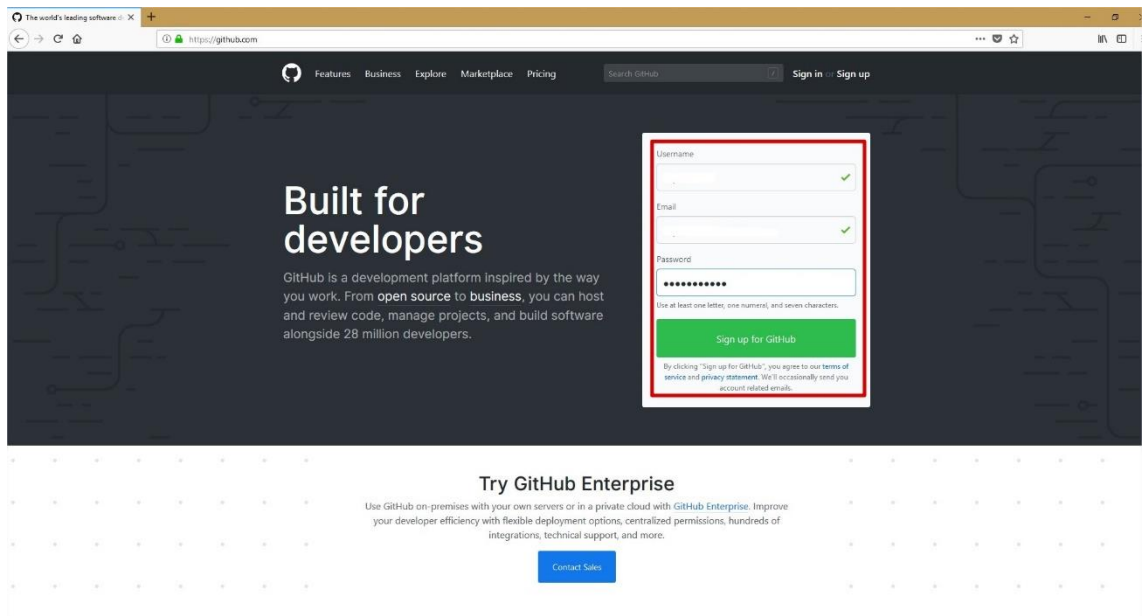 The world's leading software d
https://github.com
Features Business Explore Marketplace Pricing Search GitHub / Sign in or Sign up
Built for
developers
GitHub is a development platform inspired by the way
you work. From open source to business, you can host
and review code, manage projects, and build software
alongside 28 million developers.
Username
Email
Password
Use at least one letter, one numeral, and seven characters.
Sign up for GitHub
By clicking "Sign up for GitHub", you agree to our terms of
service and privacy statement. We'll occasionally send you
account related emails.
Try GitHub Enterprise
Use GitHub on-premises with your own servers or in a private cloud with GitHub Enterprise. Improve
your developer efficiency with flexible deployment options, centralized permissions, hundreds of
integrations, technical support, and more.
Contact Sales